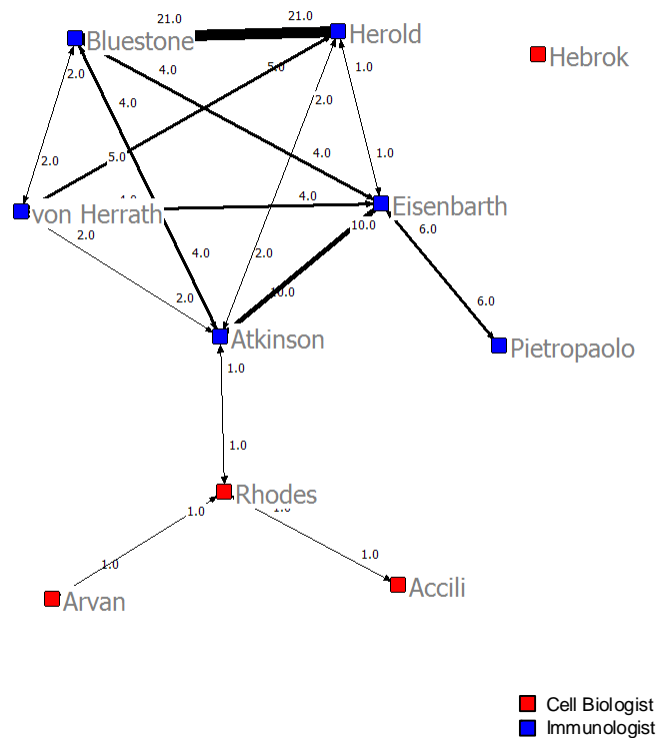 21.0
21.0
Bluestone
Herold
Hebrok
2.0
4.0
5.0
1.0
4.0
2.0
2.0
5.0
4.0
1.0
4.0
von Herrath
Eisenbarth
2.0
10.0
6.0
4.0
2.0
10.0
2.0
6.0
Atkinson
Pietropaolo
1.0
1.0
Rhodes
1.0
1.0
1.0
Arvan
Accili
Cell Biologist
Immunologist